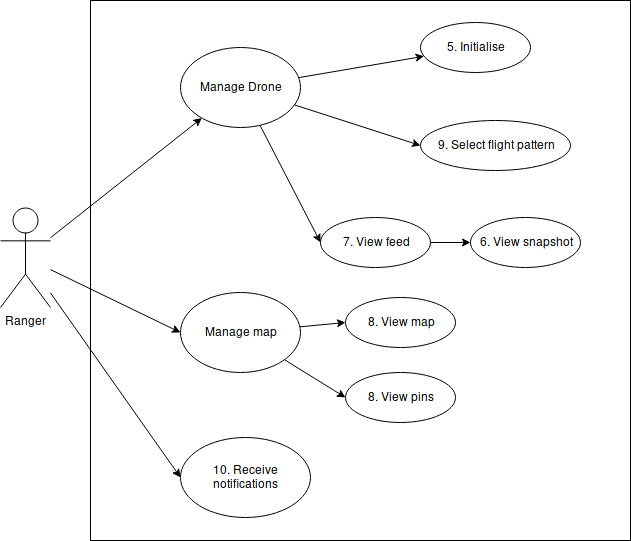 5. Initialise
Manage Drone
9. Select flight pattern
7. View feed
6. View snapshot
Ranger
Manage map
8. View map
8. View pins
10. Receive
notifications